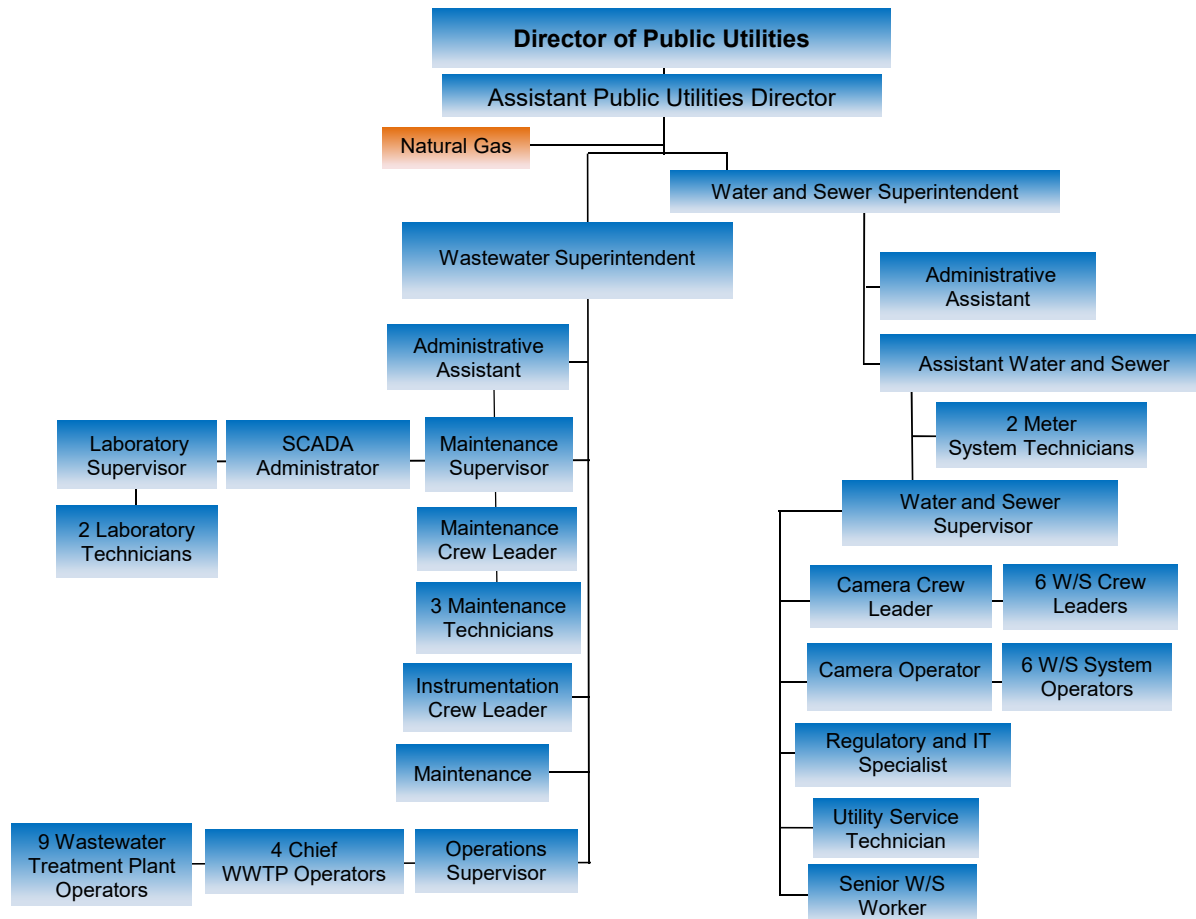 Director of Public Utilities
Assistant Public Utilities Director
Natural Gas
Water and Sewer Superintendent
Wastewater Superintendent
Administrative
Assistant
Administrative
Assistant
Assistant Water and Sewer
Laboratory
Supervisor
SCADA
Administrator
Maintenance
Supervisor
2 Meter
System Technicians
2 Laboratory
Technicians
Maintenance
Crew Leader
Water and Sewer
Supervisor
3 Maintenance
Technicians
Camera Crew
Leader
6 W/S Crew
Leaders
Instrumentation
Crew Leader
Camera Operator
6 W/S System
Operators
Maintenance
Regulatory and IT
Specialist
9 Wastewater
Treatment Plant
Operators
4 Chief
WWTP Operators
Operations
Supervisor
Utility Service
Technician
Senior W/S
Worker